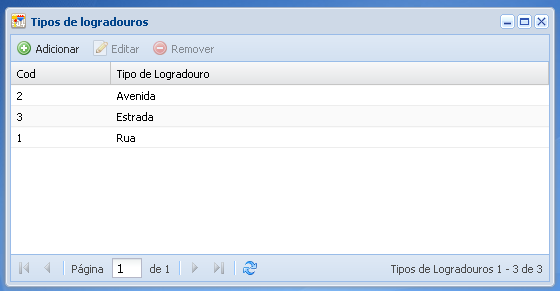 Tipos de logradouros
Adicionar Editar Remover
Cod Tipo de Logradouro
2 Avenida
3 Estrada
1 Rua
Página 1 de 1 Tipos de Logradouros 1 - 3 de 3